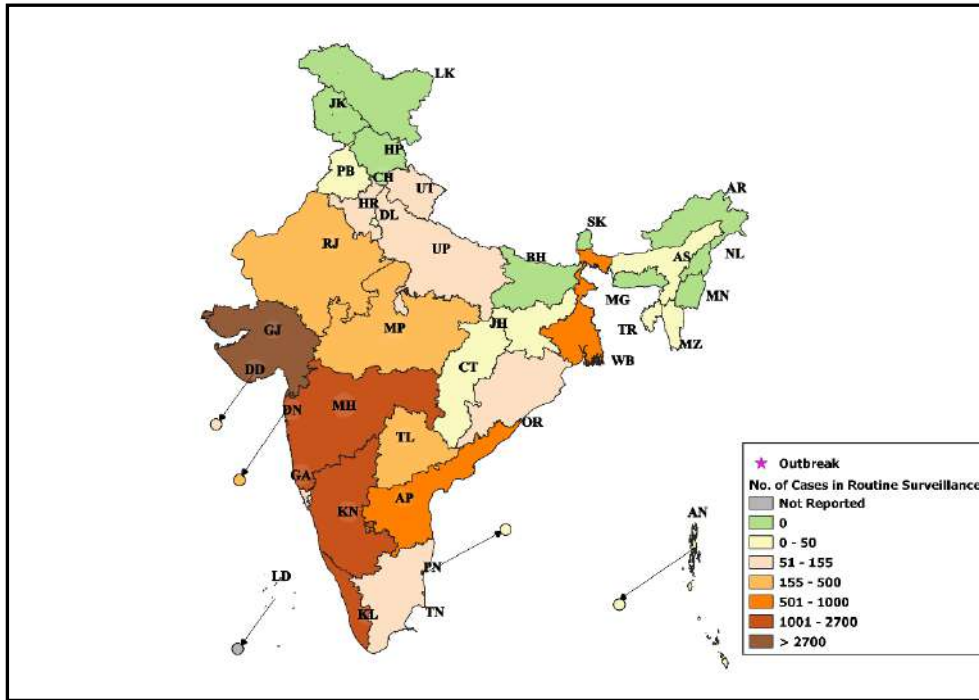 LK
JK
HP
PB
CH
UT
HR
DL
AR
SK
RJ
UP
BH
AS
NL
MG
MN
GJ
MP
JH
TR
MZ
CT
WB
DD
DN
MH
OR
TL
GA
AP
KN
AN
PN
LD
KL
TN
Outbreak
No. of Cases in Routine Surveillance
Not Reported
0
0 - 50
51 - 155
155 - 500
501 - 1000
1001 - 2700
> 2700